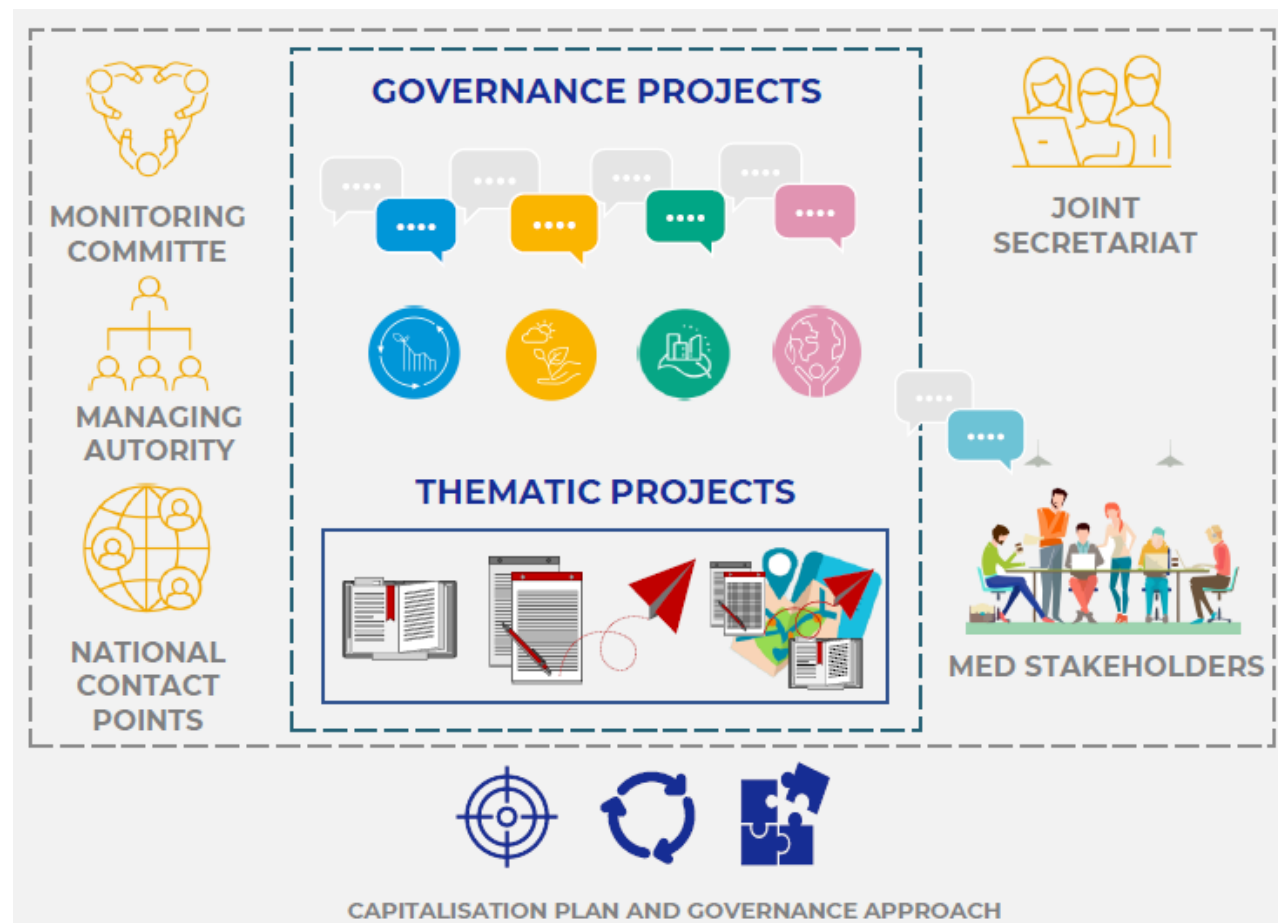 GOVERNANCE PROJECTS
MONITORING
COMMITTE
JOINT
SECRETARIAT
MANAGING
AUTORITY
THEMATIC PROJECTS
NATIONAL
CONTACT
POINTS
MED STAKEHOLDERS
CAPITALISATION PLAN AND GOVERNANCE APPROACH